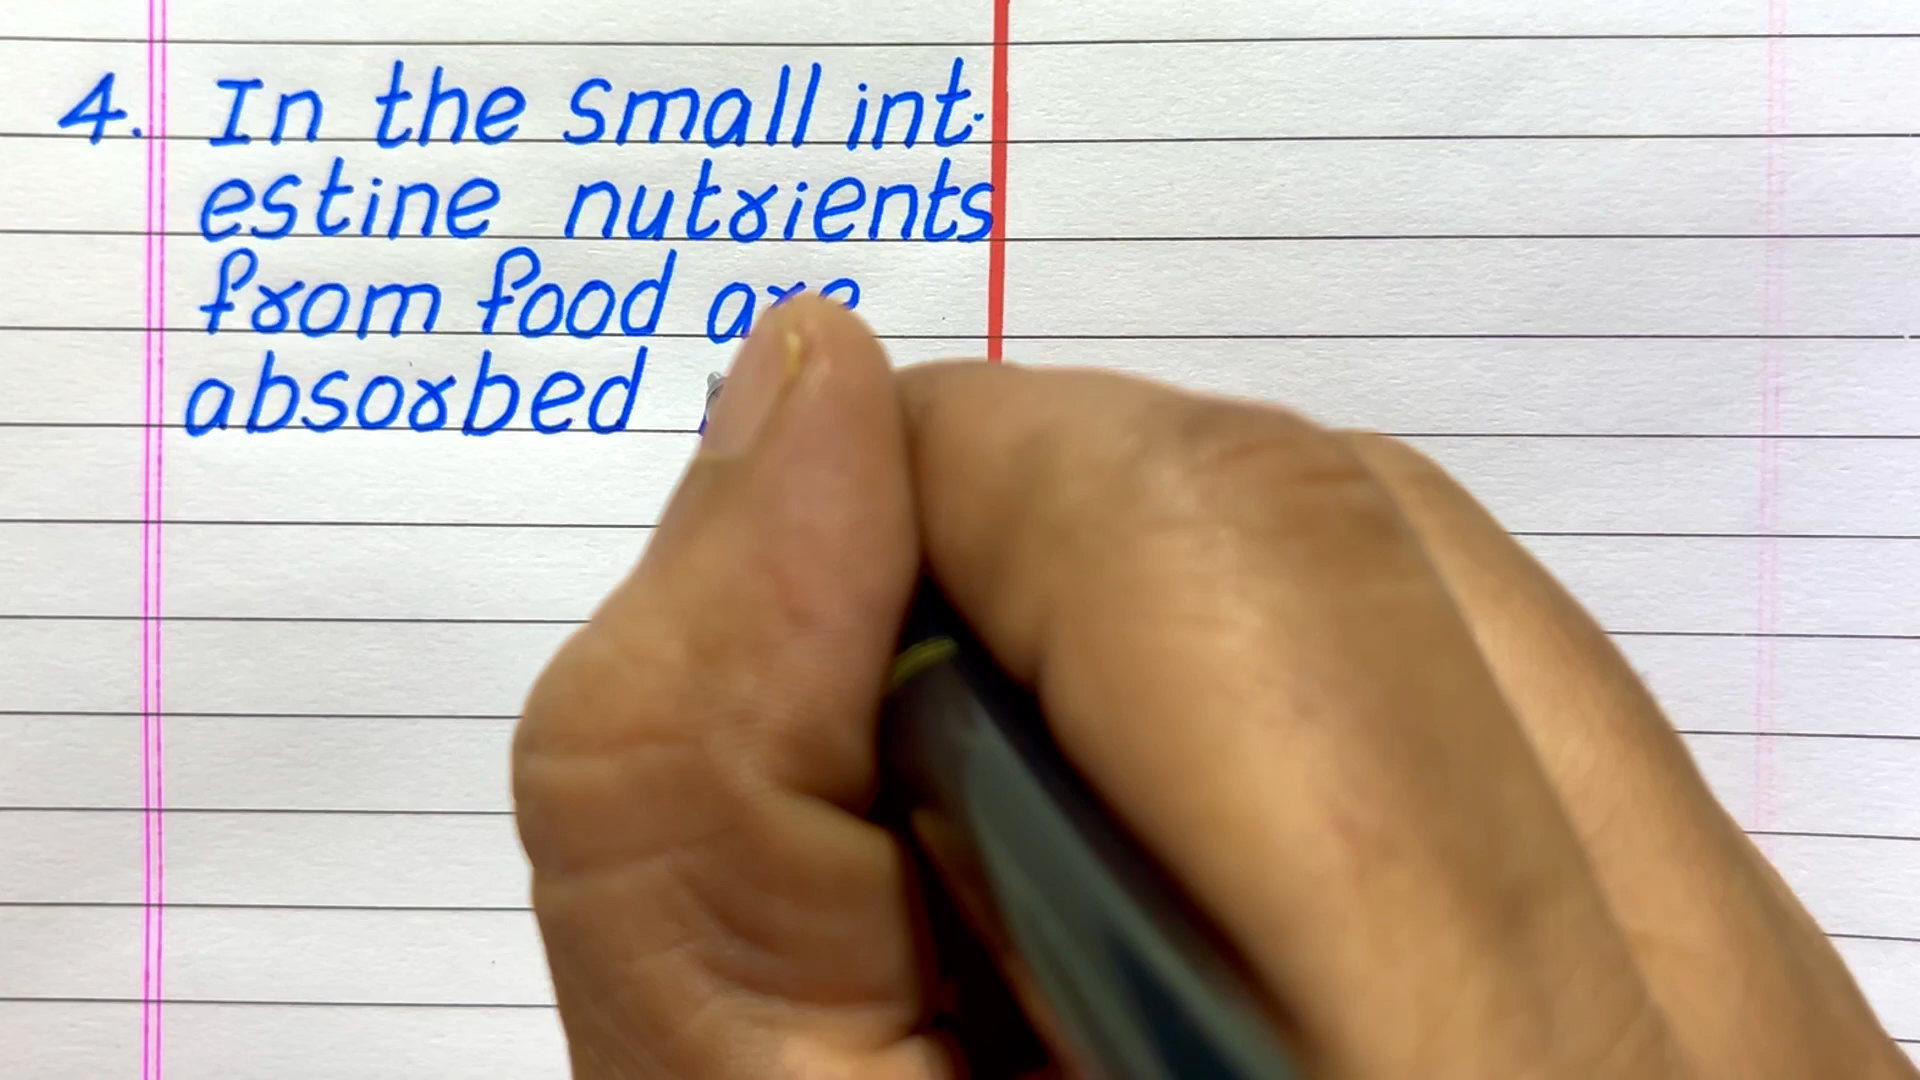 4. In the small int-
estine nutrients
from food are
absorbed